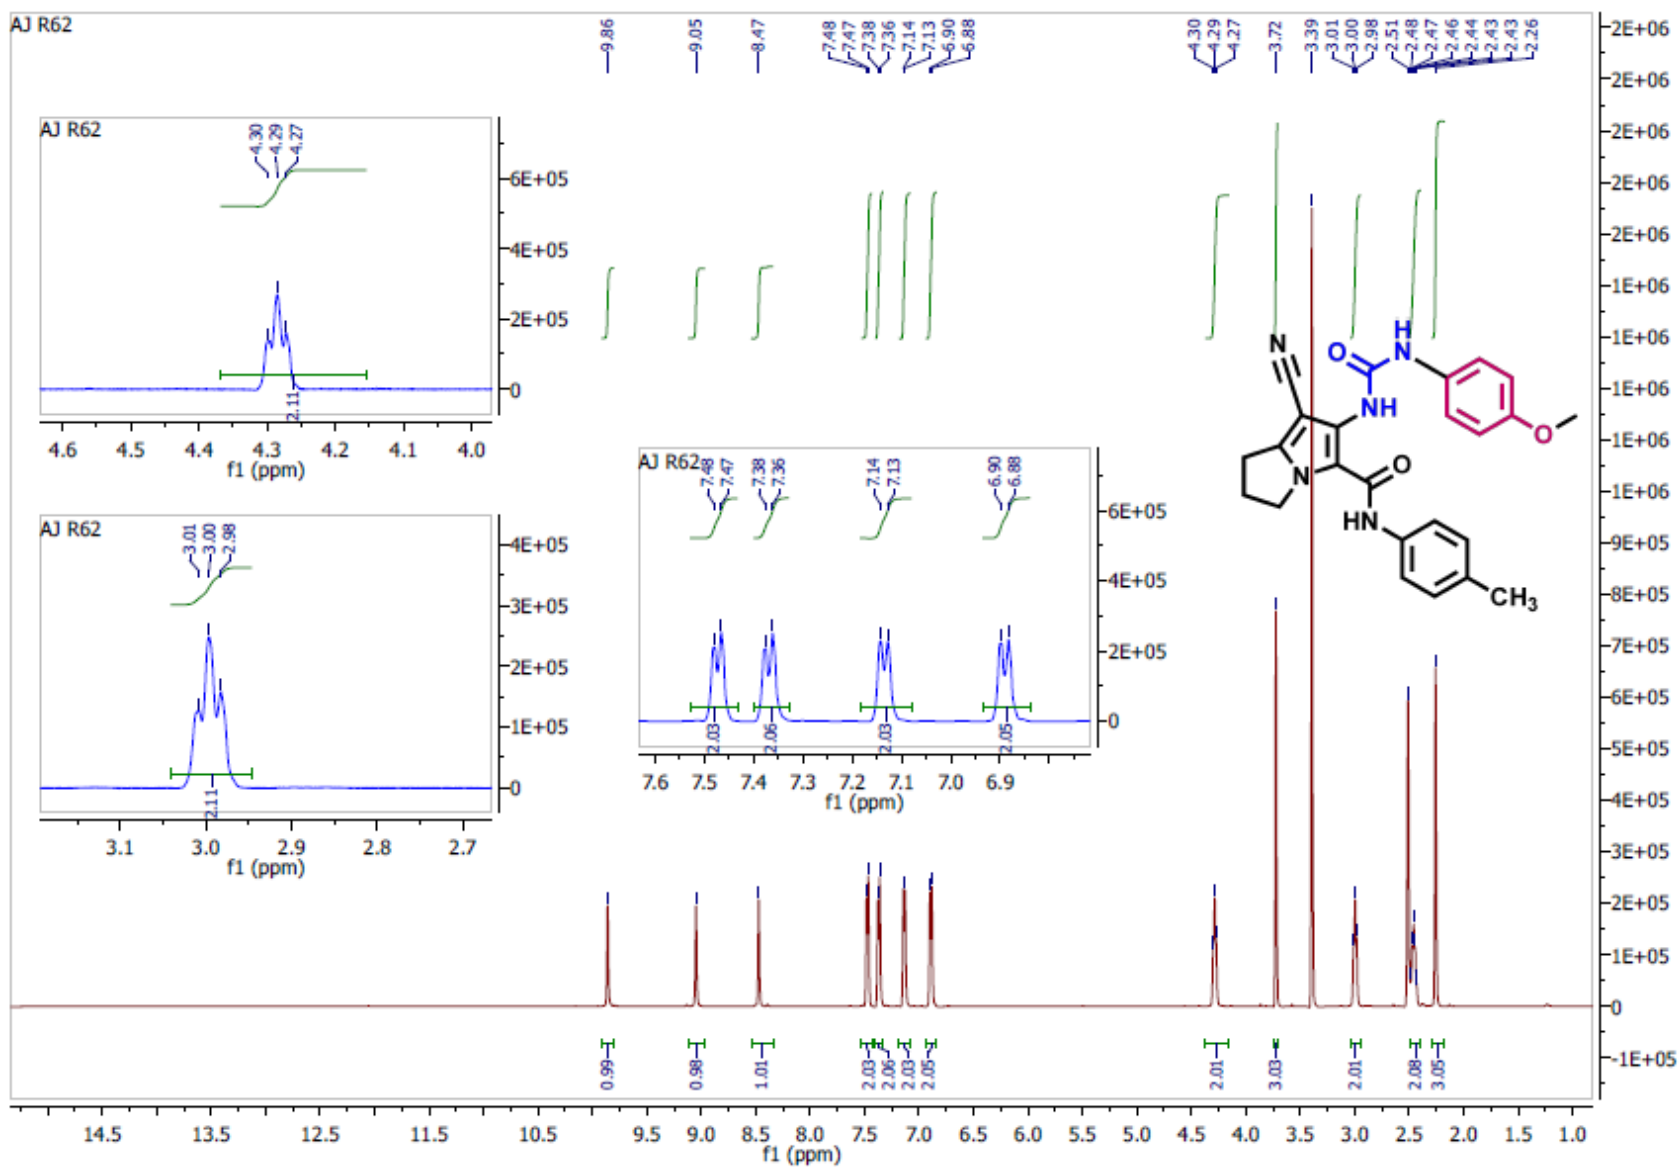 AJ R62
9.86 9.05 8.47 7.48 7.47 7.38 7.36 7.14 7.13 6.90 6.88 4.30 4.29 4.27 3.72 3.39 3.01 3.00 2.98 2.51 2.48 2.47 2.46 2.44 2.43 2.43 2.26
AJ R62
4.30 4.29 4.27
6E+05
4E+05
2E+05
0
2.11
4.6 4.5 4.4 4.3 4.2 4.1 4.0
f1 (ppm)
AJ R62
3.01 3.00 2.98
4E+05
3E+05
2E+05
1E+05
0
2.11
3.1 3.0 2.9 2.8 2.7
f1 (ppm)
AJ R62
7.48 7.47 7.38 7.36 7.14 7.13 6.90 6.88
6E+05
4E+05
2E+05
0
2.03 2.06 2.03 2.05
7.6 7.5 7.4 7.3 7.2 7.1 7.0 6.9
f1 (ppm)
N
O
H
N
NH
O
N
O
HN
CH3
2E+06
2E+06
2E+06
2E+06
2E+06
1E+06
1E+06
1E+06
1E+06
1E+06
9E+05
8E+05
7E+05
6E+05
5E+05
4E+05
3E+05
2E+05
1E+05
0
-1E+05
0.99 0.98 1.01 2.03 2.06 2.03 2.05 2.01 3.03 2.01 2.08 3.05
14.5 13.5 12.5 11.5 10.5 9.5 9.0 8.5 8.0 7.5 7.0 6.5 6.0 5.5 5.0 4.5 4.0 3.5 3.0 2.5 2.0 1.5 1.0
f1 (ppm)